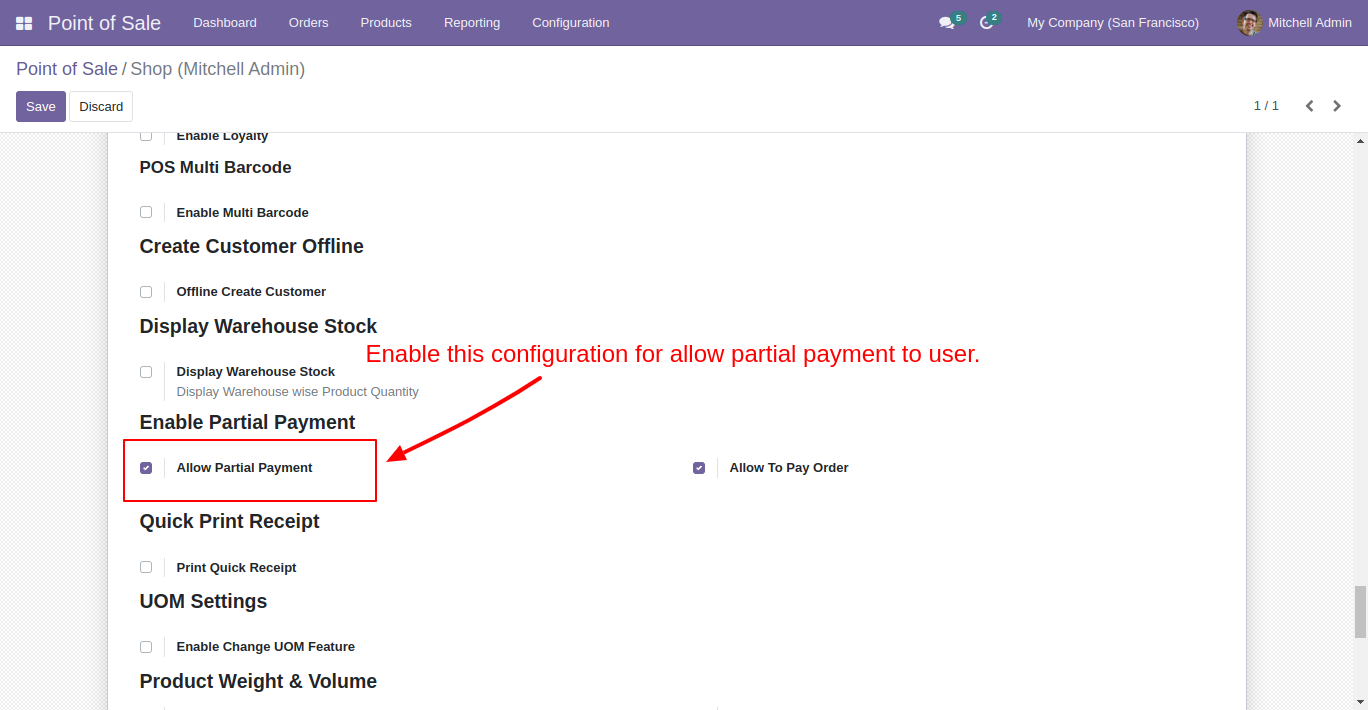 Point of Sale Dashboard Orders Products Reporting Configuration 5 2 My Company (San Francisco) Mitchell Admin
Point of Sale / Shop (Mitchell Admin)
Save Discard 1 / 1
Enable Loyalty
POS Multi Barcode
Enable Multi Barcode
Create Customer Offline
Offline Create Customer
Display Warehouse Stock
Enable this configuration for allow partial payment to user.
Display Warehouse Stock
Display Warehouse wise Product Quantity
Enable Partial Payment
Allow Partial Payment Allow To Pay Order
Quick Print Receipt
Print Quick Receipt
UOM Settings
Enable Change UOM Feature
Product Weight & Volume